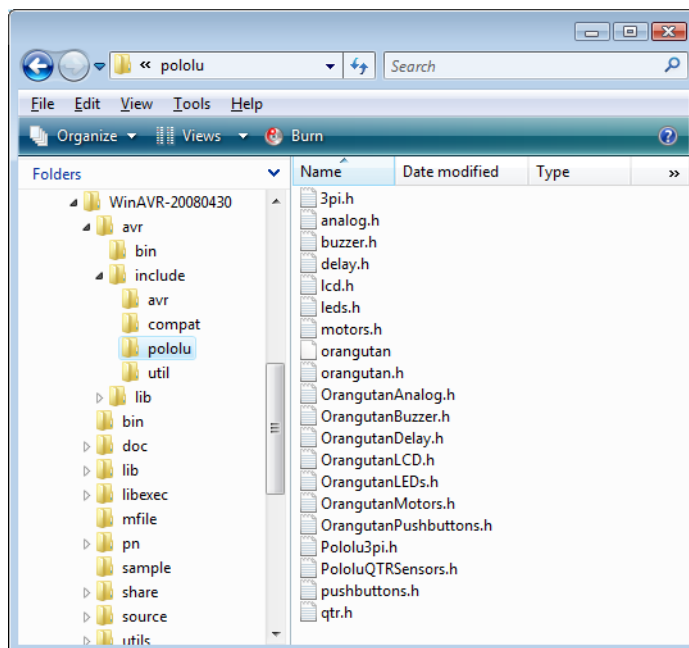 « pololu
Search
File Edit View Tools Help
Organize Views Burn
Folders
Name Date modified Type »
WinAVR-20080430
avr
bin
include
avr
compat
pololu
util
lib
bin
doc
lib
libexec
mfile
pn
sample
share
source
utils
3pi.h
analog.h
buzzer.h
delay.h
lcd.h
leds.h
motors.h
orangutan
orangutan.h
OrangutanAnalog.h
OrangutanBuzzer.h
OrangutanDelay.h
OrangutanLCD.h
OrangutanLEDs.h
OrangutanMotors.h
OrangutanPushbuttons.h
Pololu3pi.h
PololuQTRSensors.h
pushbuttons.h
qtr.h